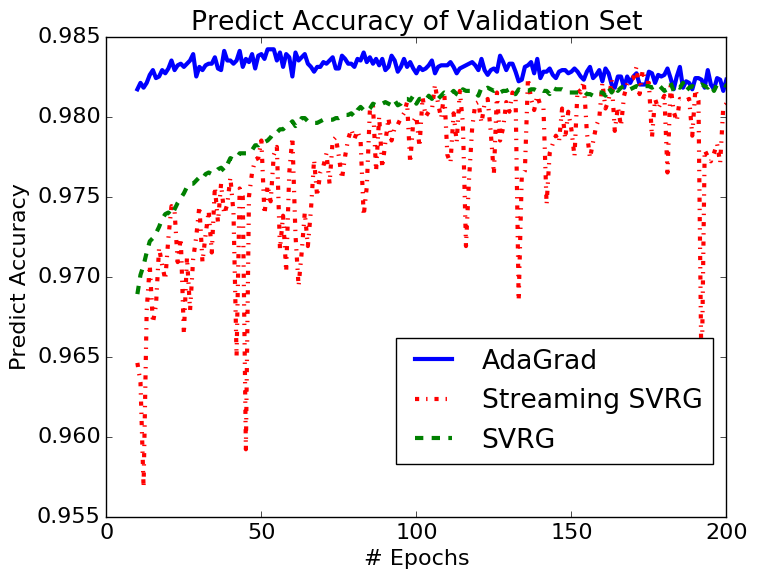 Predict Accuracy of Validation Set
0.985
0.980
0.975
0.970
0.965
0.960
0.955
Predict Accuracy
AdaGrad
Streaming SVRG
SVRG
0 50 100 150 200
# Epochs